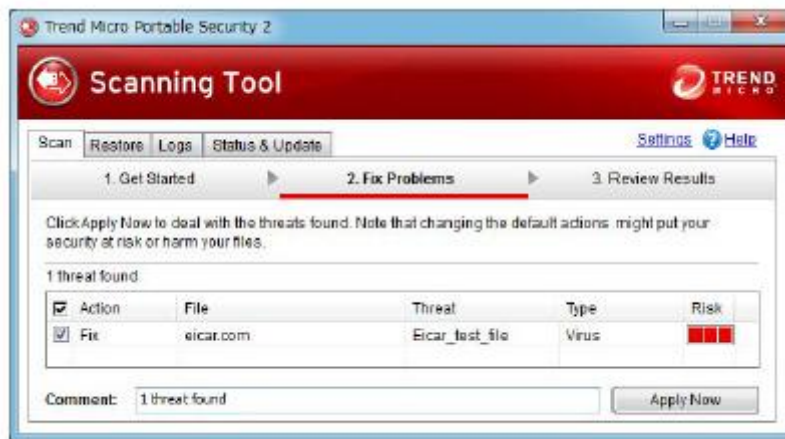 Trend Micro Portable Security 2
Scanning Tool
TREND MICRO
Scan Restore Logs Status & Update Settings Help
1. Get Started 2. Fix Problems 3. Review Results
Click Apply Now to deal with the threats found. Note that changing the default actions might put your
security at risk or harm your files.
1 threat found
Action File Threat Type Risk
Fix eicar.com Eicar_test_file Virus
Comment: 1 threat found Apply Now